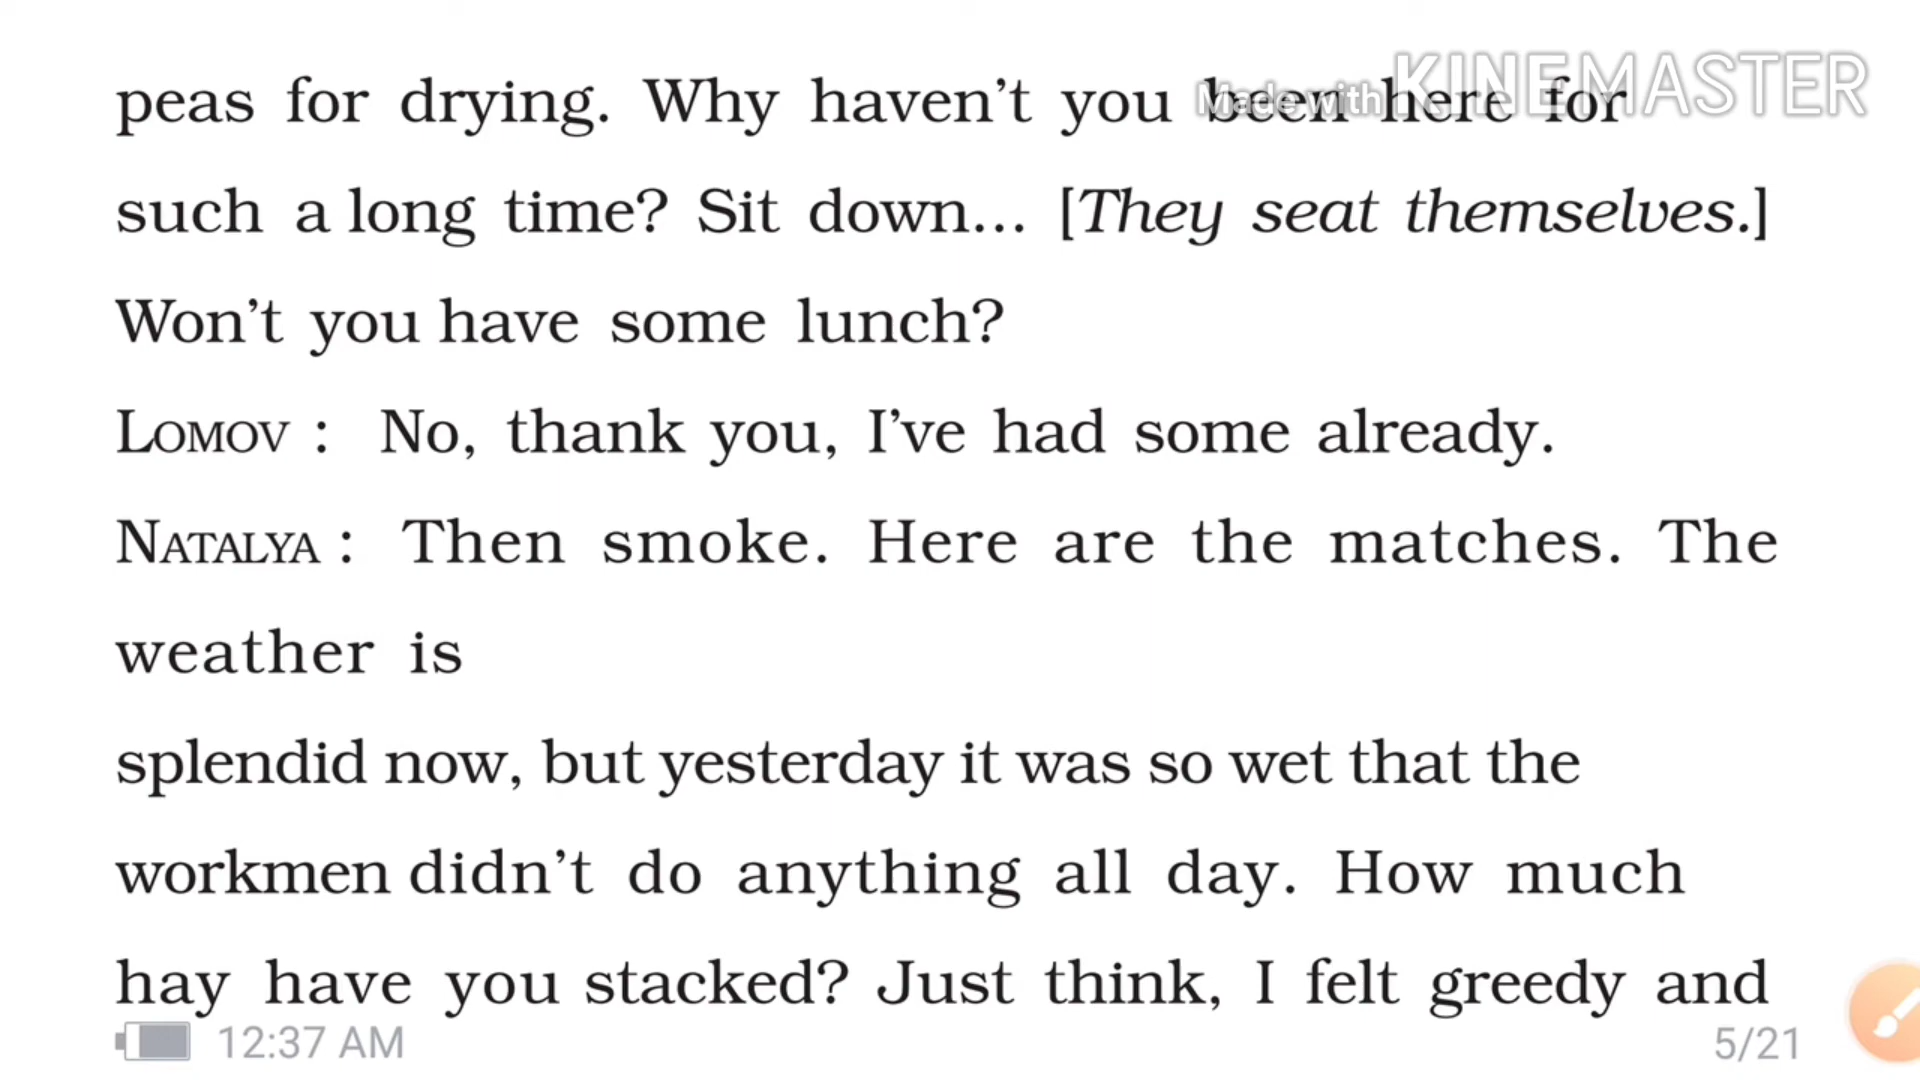 peas for drying. Why haven't you been here for
Made with KINEMASTER
such a long time? Sit down... [They seat themselves.]
Won't you have some lunch?
LOMOV : No, thank you, I've had some already.
NATALYA : Then smoke. Here are the matches. The
weather is
splendid now, but yesterday it was so wet that the
workmen didn't do anything all day. How much
hay have you stacked? Just think, I felt greedy and
12:37 AM 5/21